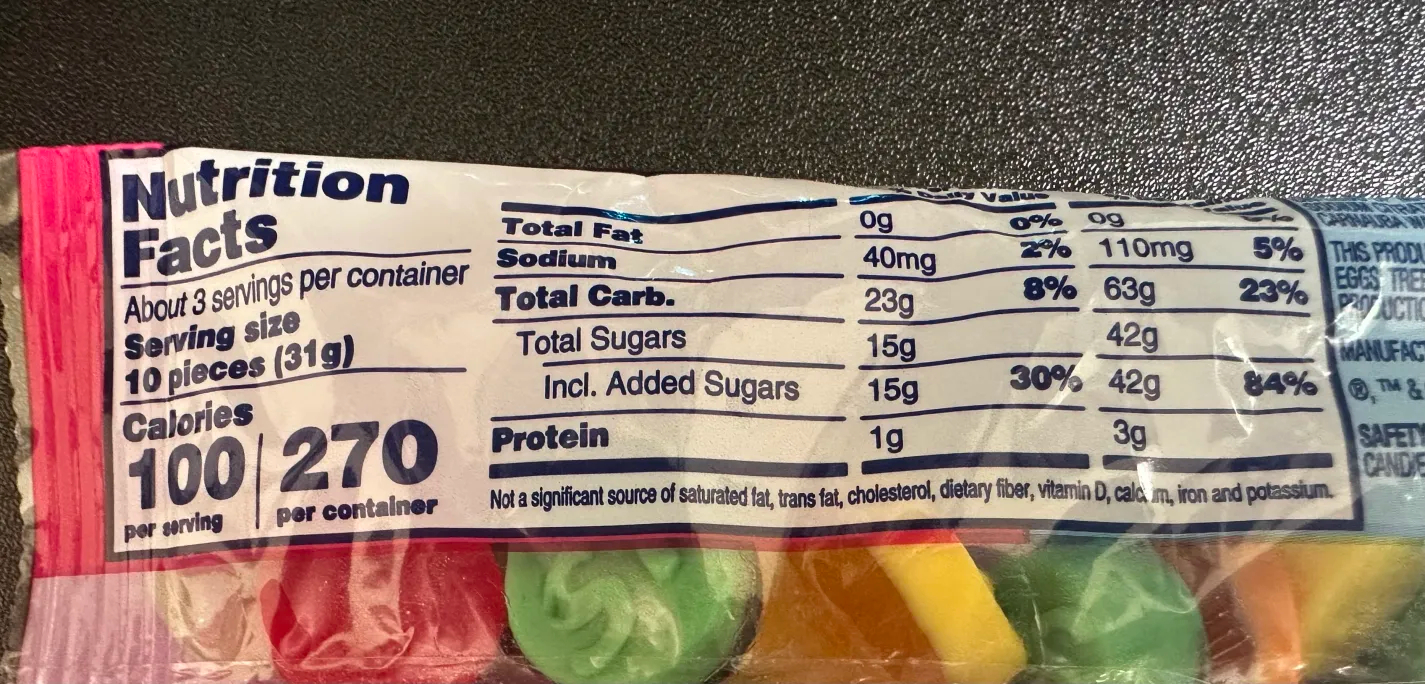 Nutrition
Facts
About 3 servings per container
Serving size
10 pieces (31g)
Calories
100 270
per serving per container
Value
Total Fat 0g 0% 0g
Sodium 40mg 2% 110mg 5%
Total Carb. 23g 8% 63g 23%
Total Sugars 15g 42g
Incl. Added Sugars 15g 30% 42g 84%
Protein 1g 3g
Not a significant source of saturated fat, trans fat, cholesterol, dietary fiber, vitamin D, calcium, iron and potassium.
THIS
EGGS
®, ™ &